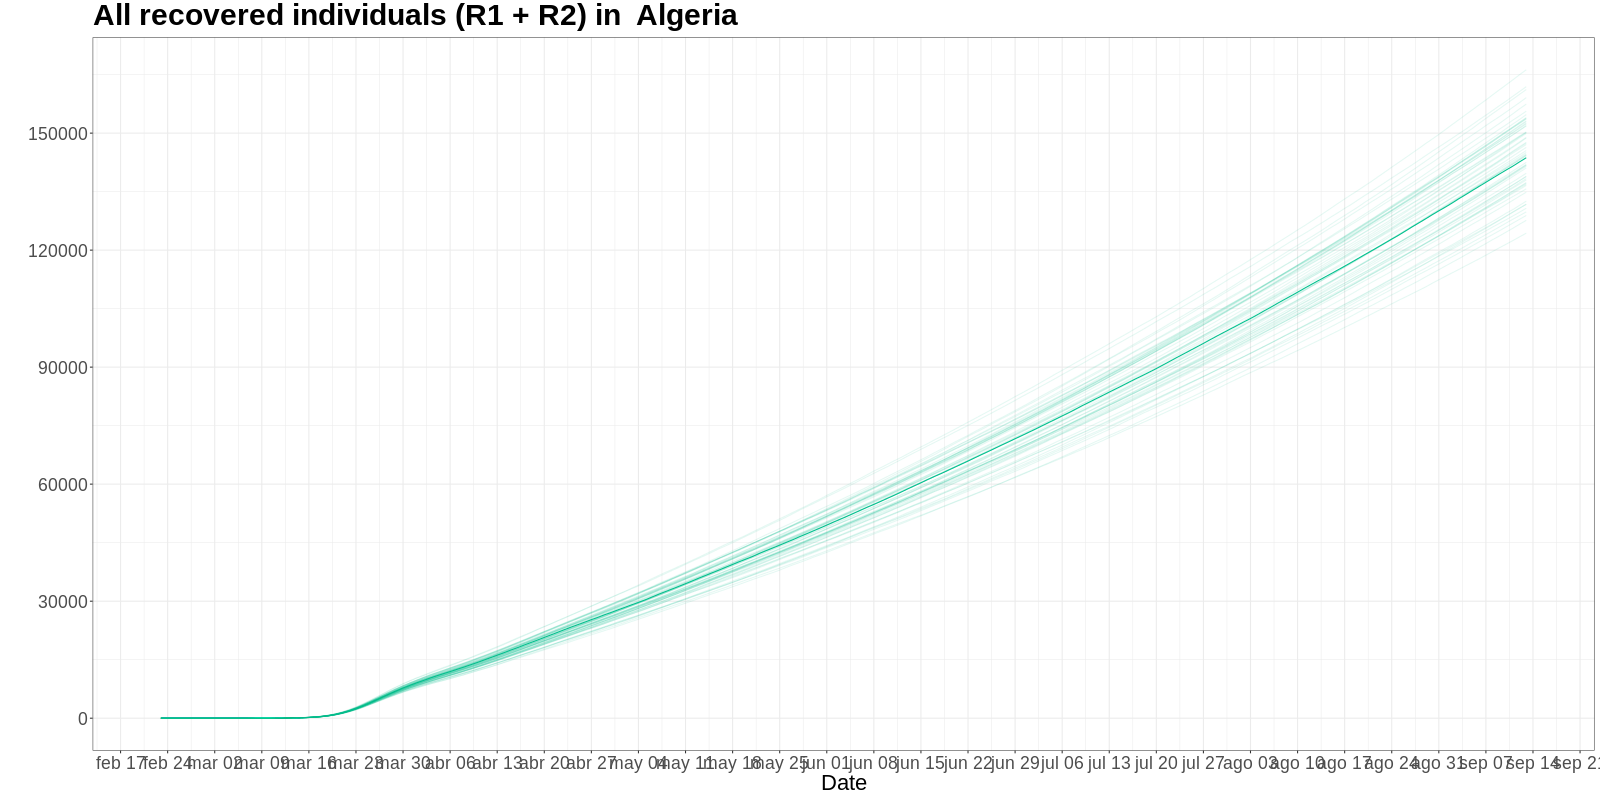 All recovered individuals (R1 + R2) in  Algeria
150000
120000
90000
60000
30000
0
feb 17 feb 24 mar 02 mar 09 mar 16 mar 23 mar 30 abr 06 abr 13 abr 20 abr 27 may 04 may 11 may 18 may 25 jun 01 jun 08 jun 15 jun 22 jun 29 jul 06 jul 13 jul 20 jul 27 ago 03 ago 10 ago 17 ago 24 ago 31 sep 07 sep 14 sep 21
Date